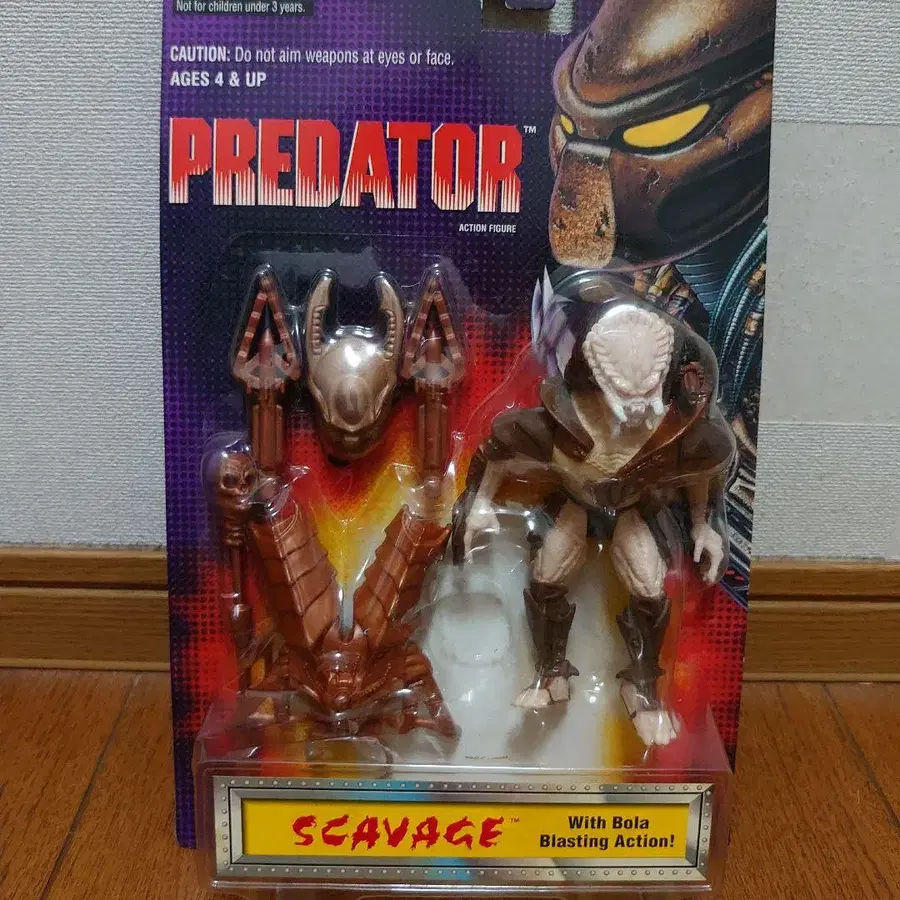 Not for children under 3 years.
CAUTION: Do not aim weapons at eyes or face.
AGES 4 & UP
PREDATOR™
ACTION FIGURE
SCAVAGE™
With Bola
Blasting Action!